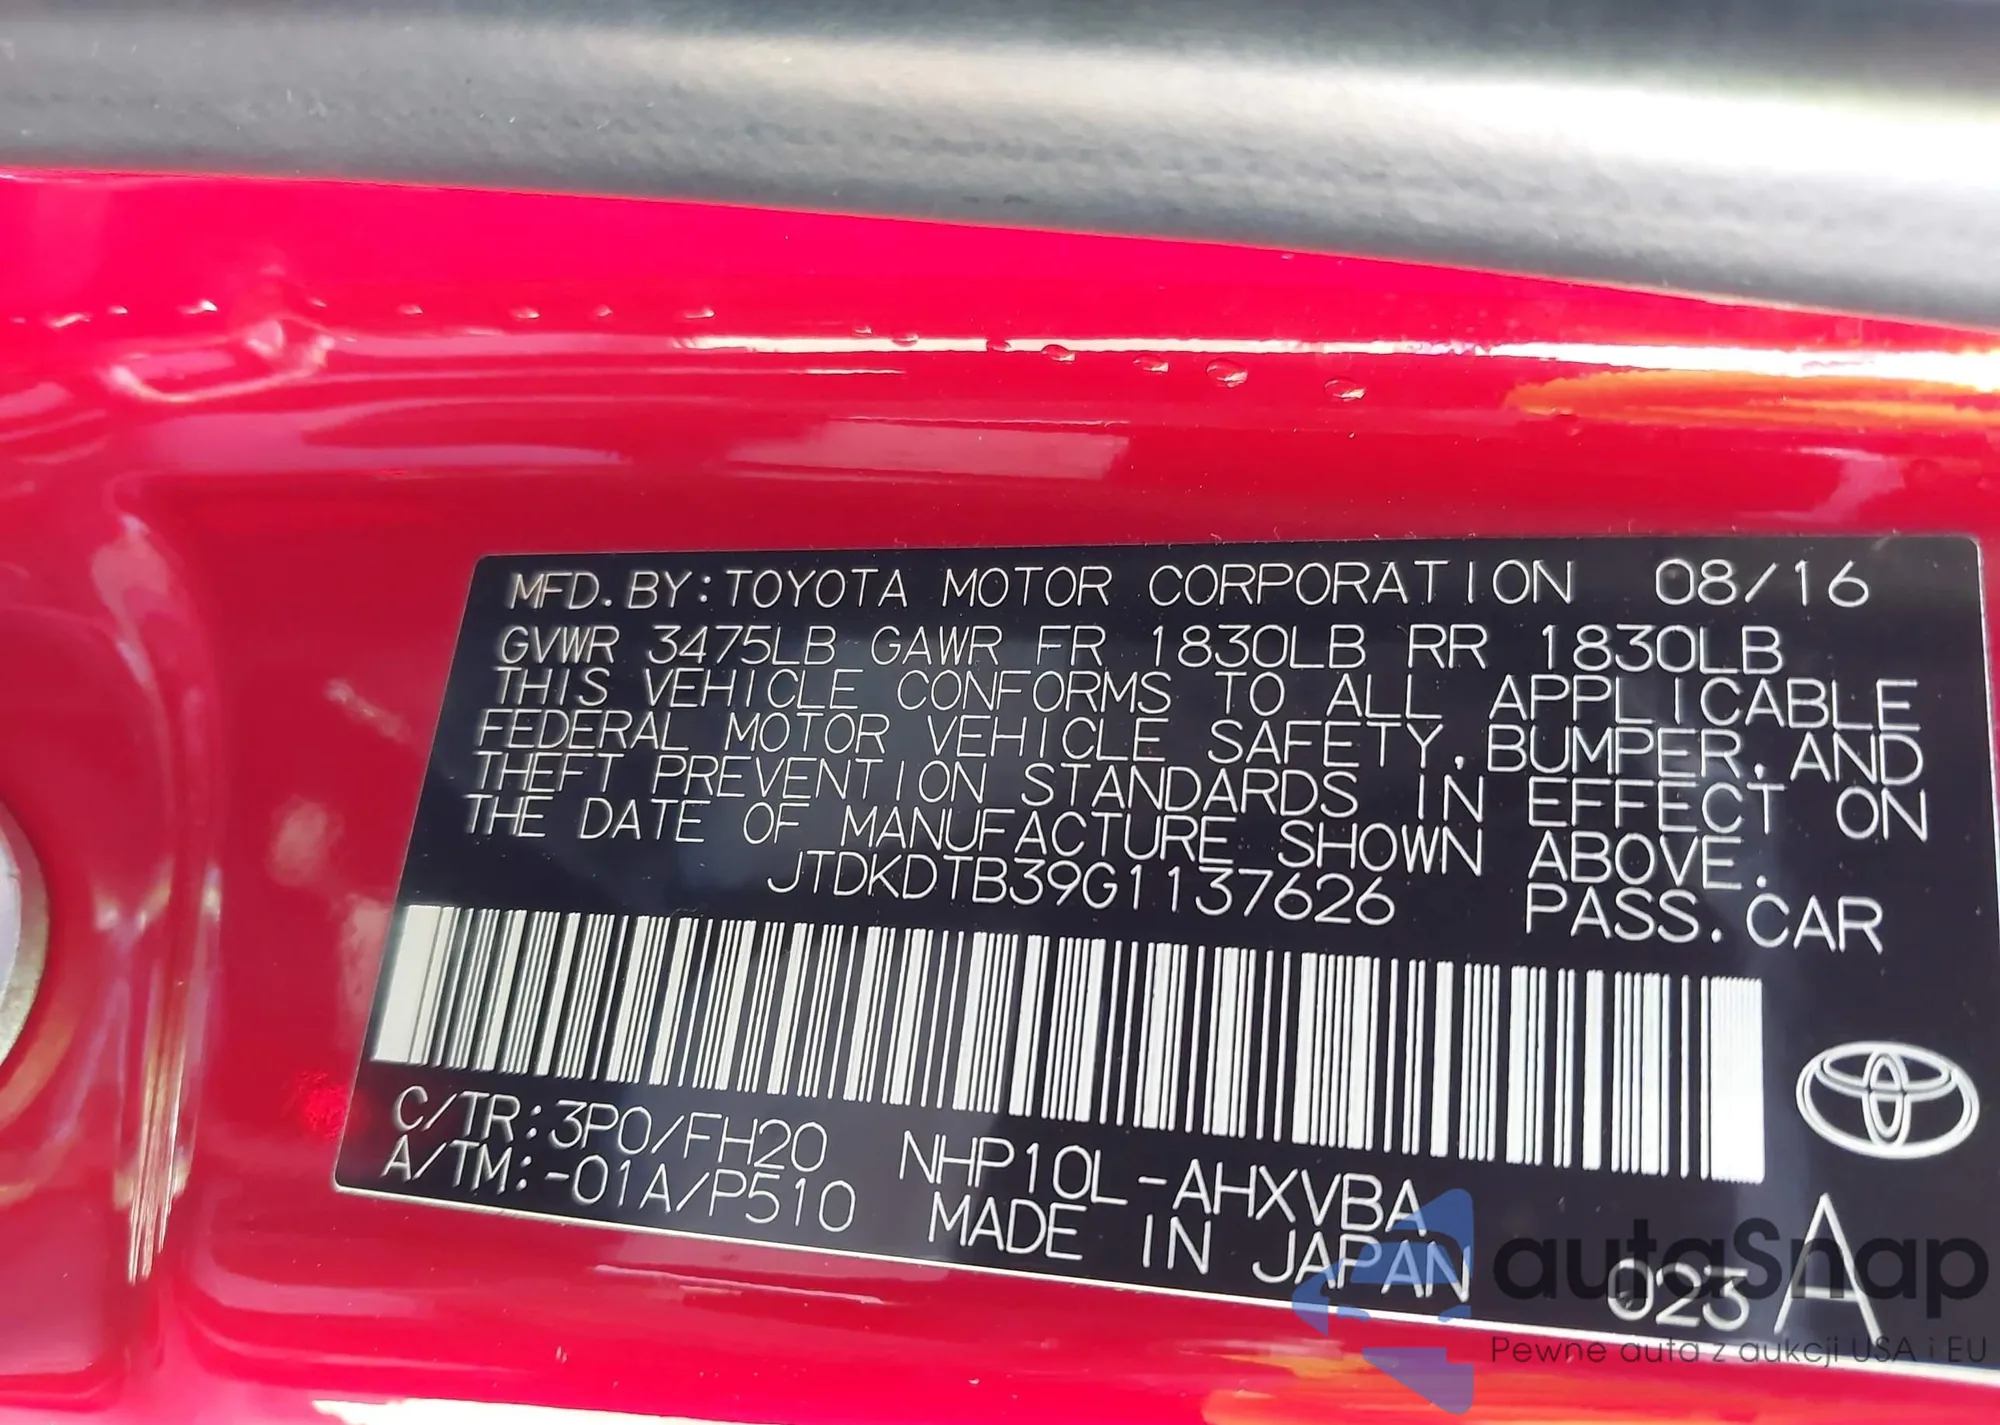 MFD. BY: TOYOTA MOTOR CORPORATION 08/16
GVWR 3475LB GAWR FR 1830LB RR 1830LB
THIS VEHICLE CONFORMS TO ALL APPLICABLE
FEDERAL MOTOR VEHICLE SAFETY, BUMPER, AND
THEFT PREVENTION STANDARDS IN EFFECT ON
THE DATE OF MANUFACTURE SHOWN ABOVE.
JTDKDTB39G1137626 PASS. CAR
C/TR: 3P0/FH20 NHP10L-AHXVBA
A/TM: -01A/P510 MADE IN JAPAN 023 A
autaSnap
Pewne auta z aukcji USA i EU